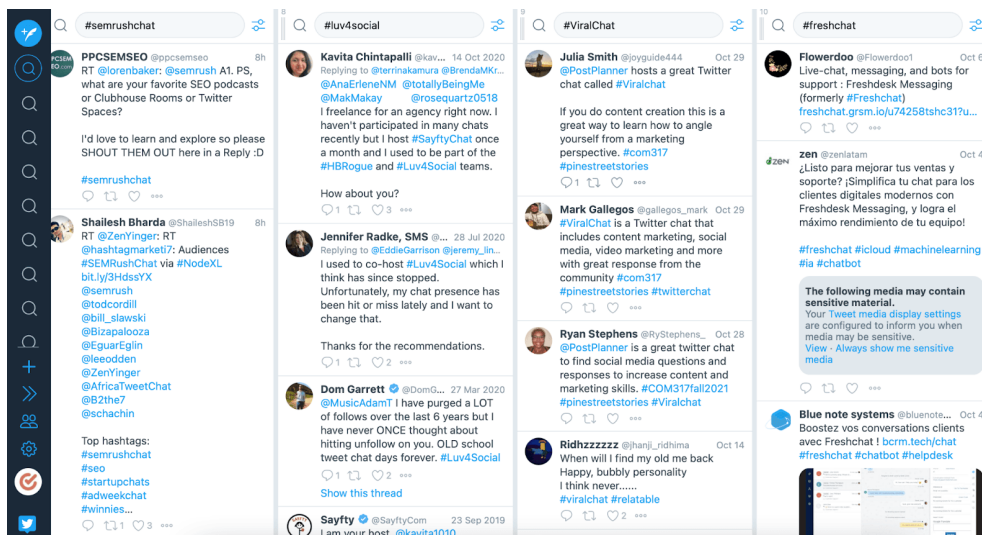 #semrushchat
PPCSEMSEO @ppcsemseo 8h
RT @lorenbaker: @semrush A1. PS,
what are your favorite SEO podcasts
or Clubhouse Rooms or Twitter
Spaces?
I'd love to learn and explore so please
SHOUT THEM OUT here in a Reply :D
#semrushchat
Shailesh Bharda @ShaileshSB19 8h
RT @ZenYinger: RT
@hashtagmarketi7: Audiences
#SEMRushChat via #NodeXL
bit.ly/3HdssYX
@semrush
@todcordill
@bill_slawski
@Bizapalooza
@EguarEglin
@leeodden
@ZenYinger
@AfricaTweetChat
@B2the7
@schachin
Top hashtags:
#semrushchat
#seo
#startupchats
#adweekchat
#winnies...
1 3
8
#luv4social
Kavita Chintapalli @kav... 14 Oct 2020
Replying to @terrinakamura @BrendaMKr...
@AnaErleneNM @totallyBeingMe
@MakMakay @rosequartz0518
I freelance for an agency right now. I
haven't participated in many chats
recently but I host #SayftyChat once
a month and I used to be part of the
#HBRogue and #Luv4Social teams.
How about you?
1 3
Jennifer Radke, SMS @... 28 Jul 2020
Replying to @EddieGarrison @jeremy_lin...
I used to co-host #Luv4Social which I
think has since stopped.
Unfortunately, my chat presence has
been hit or miss lately and I want to
change that.
Thanks for the recommendations.
1 2
Dom Garrett @DomG... 27 Mar 2020
@MusicAdamT I have purged a LOT
of follows over the last 6 years but I
have never ONCE thought about
hitting unfollow on you. OLD school
tweet chat days forever. #Luv4Social
1 2
Show this thread
Sayfty @SayftyCom 23 Sep 2019
I am your host, @kavita1010
9
#ViralChat
Julia Smith @joyguide444 Oct 29
@PostPlanner hosts a great Twitter
chat called #Viralchat
If you do content creation this is a
great way to learn how to angle
yourself from a marketing
perspective. #com317
#pinestreetstories
1
Mark Gallegos @gallegos_mark Oct 29
#ViralChat is a Twitter chat that
includes content marketing, social
media, video marketing and more
with great response from the
community #com317
#pinestreetstories #twitterchat
Ryan Stephens @RyStephens_ Oct 28
@PostPlanner is a great twitter chat
to find social media questions and
responses to increase content and
marketing skills. #COM317fall2021
#pinestreetstories #Viralchat
Ridhzzzzzz @jhanji_ridhima Oct 14
When will I find my old me back
Happy, bubbly personality
I think never......
#viralchat #relatable
2
10
#freshchat
Flowerdoo @Flowerdoo1 Oct 6
Live-chat, messaging, and bots for
support : Freshdesk Messaging
(formerly #Freshchat)
freshchat.grsm.io/u74258tshc31?u...
zen @zenlatam Oct 4
¿Listo para mejorar tus ventas y
soporte? ¡Simplifica tu chat para los
clientes digitales modernos con
Freshdesk Messaging, y logra el
máximo rendimiento de tu equipo!
#freshchat #icloud #machinelearning
#ia #chatbot
The following media may contain
sensitive material.
Your Tweet media display settings
are configured to inform you when
media may be sensitive.
View · Always show me sensitive
media
Blue note systems @bluenote... Oct 4
Boostez vos conversations clients
avec Freshchat ! bcrm.tech/chat
#freshchat #chatbot #helpdesk